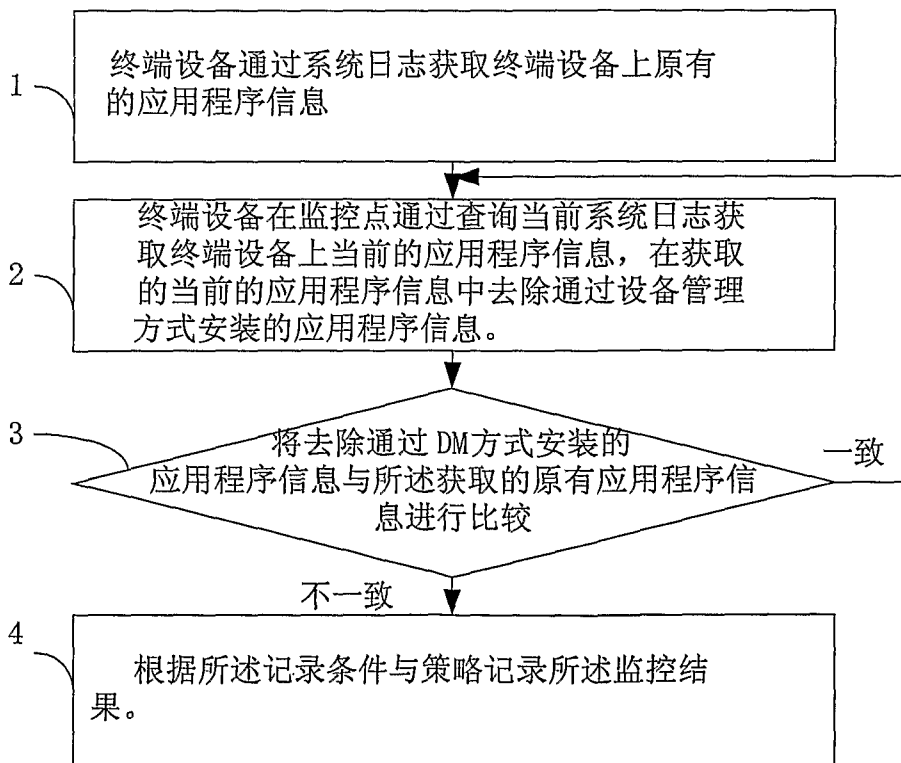 1
终端设备通过系统日志获取终端设备上原有
的应用程序信息
2
终端设备在监控点通过查询当前系统日志获
取终端设备上当前的应用程序信息，在获取
的当前的应用程序信息中去除通过设备管理
方式安装的应用程序信息。
3
将去除通过 DM方式安装的
应用程序信息与所述获取的原有应用程序信
息进行比较
一致
不一致
4
根据所述记录条件与策略记录所述监控结
果。